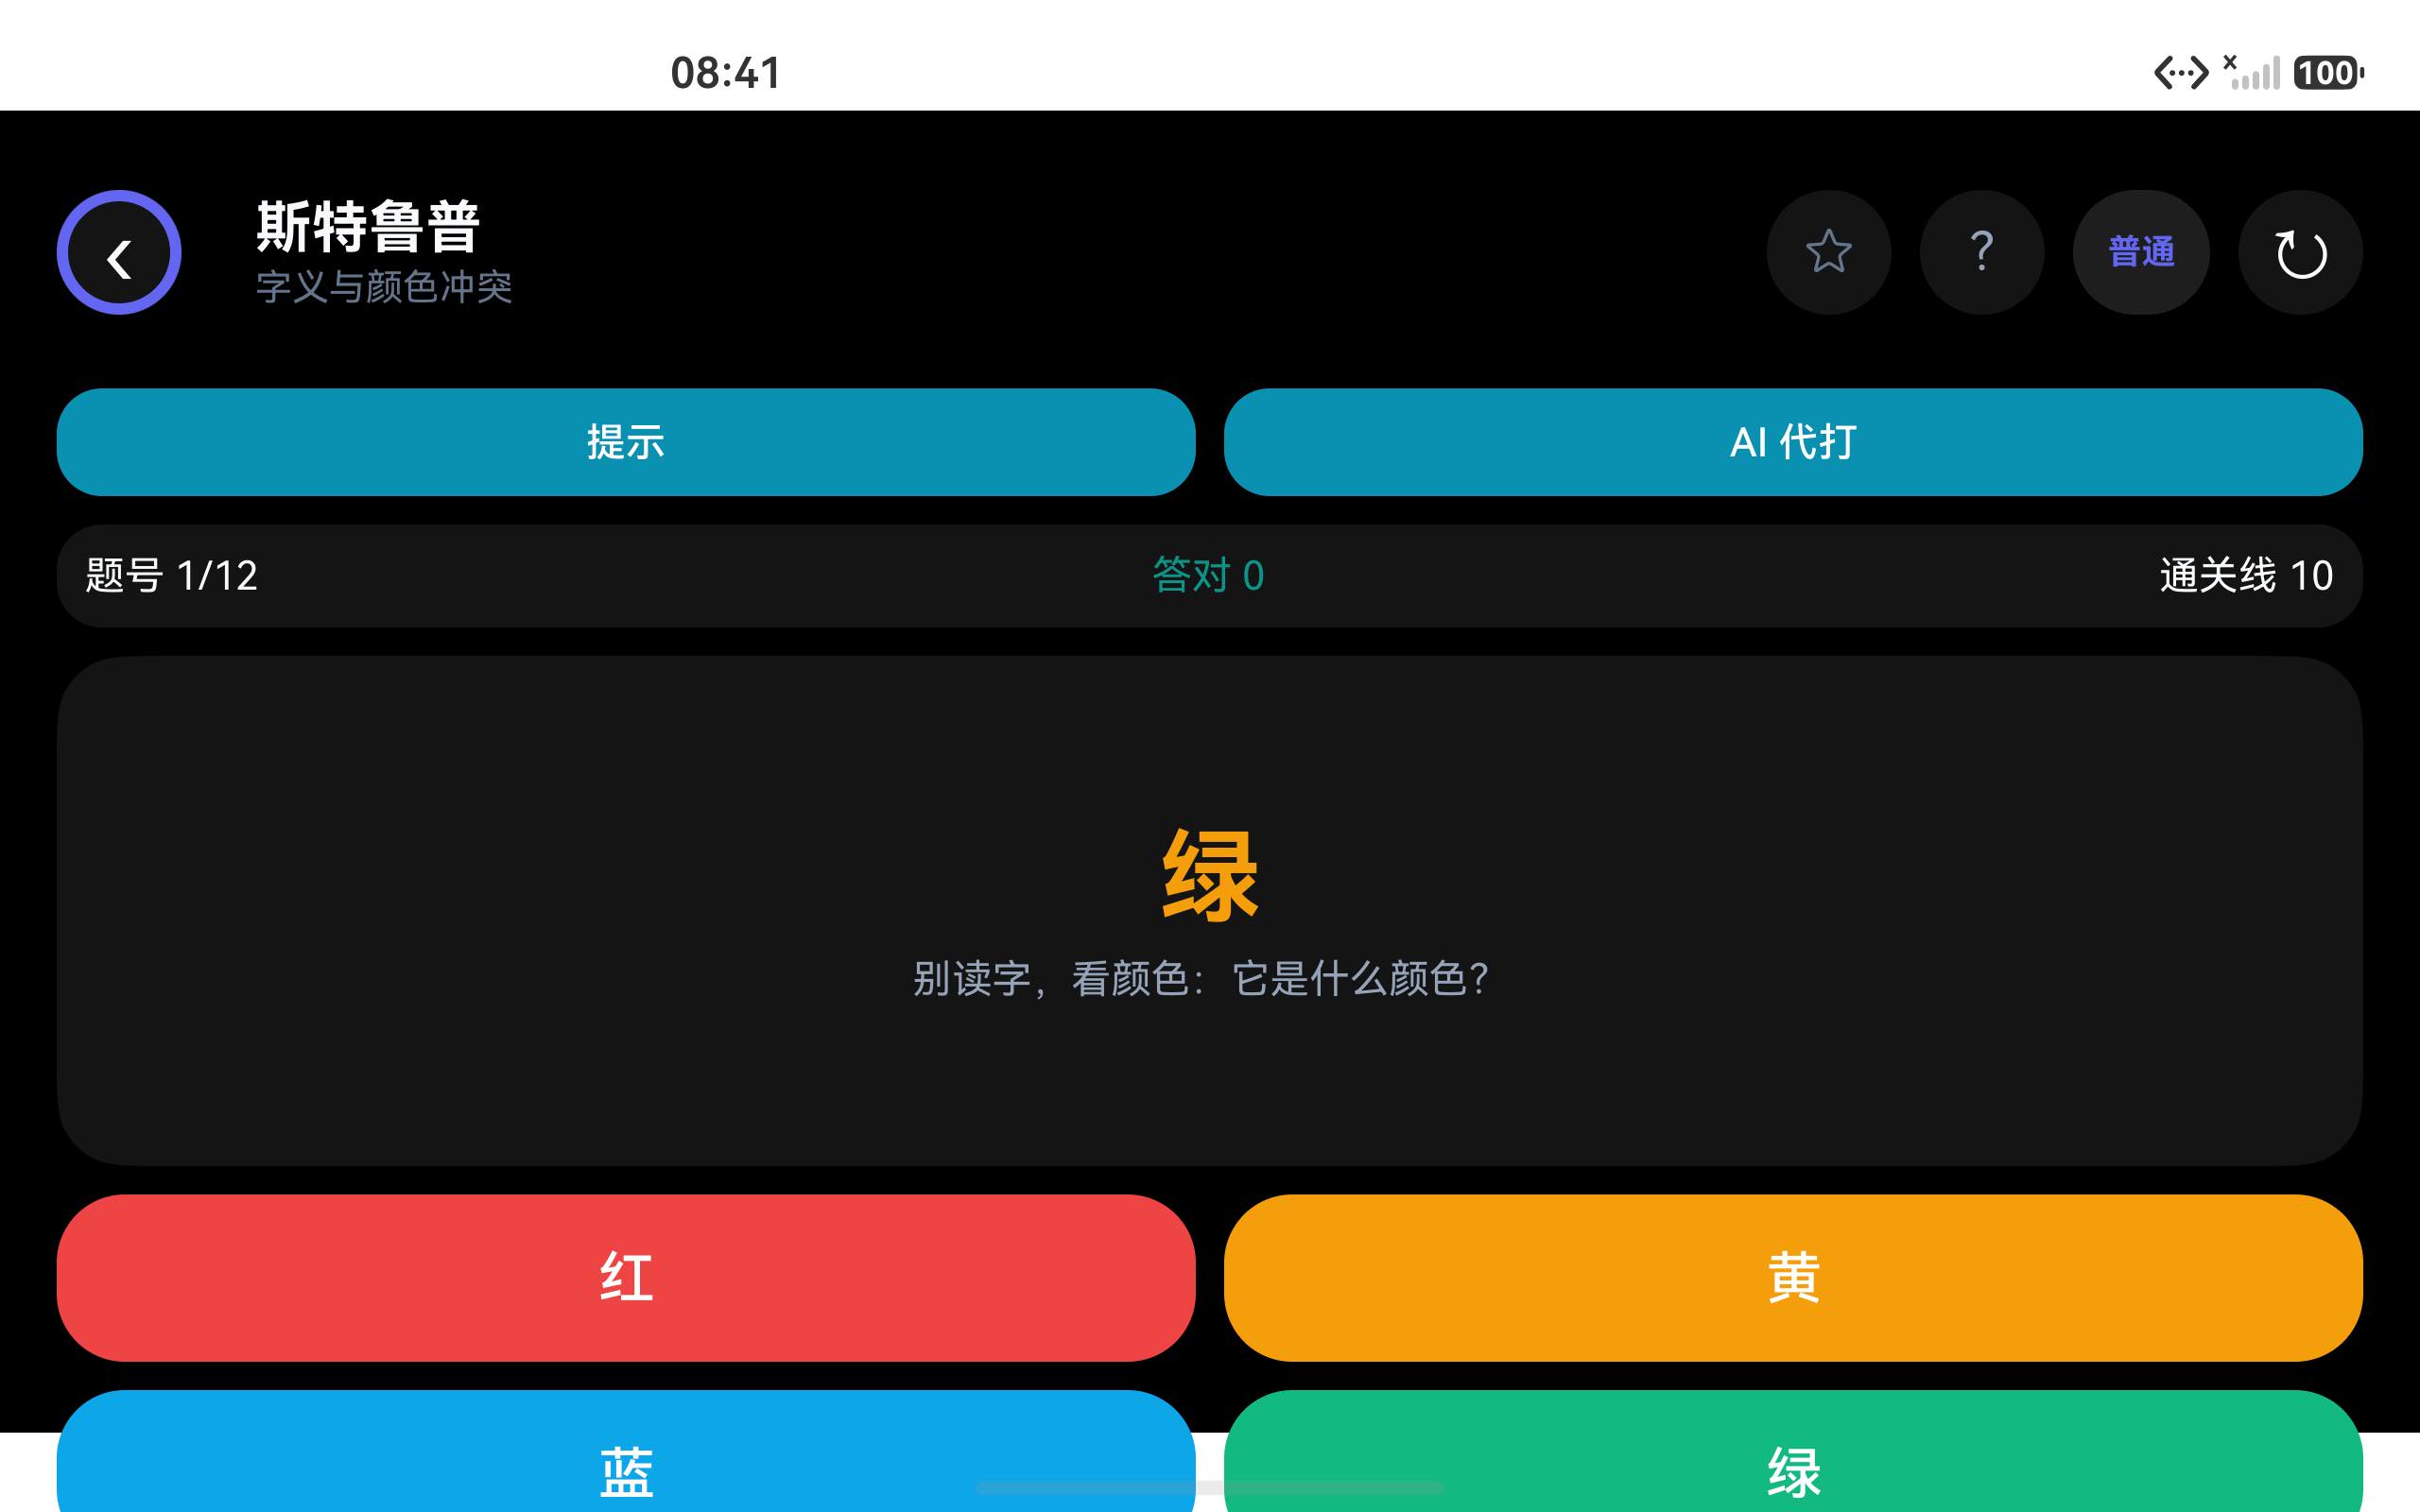 08:41
100
斯特鲁普
字义与颜色冲突
?
普通
提示
AI 代打
题号 1/12
答对 0
通关线 10
绿
别读字，看颜色：它是什么颜色？
红
黄
蓝
绿